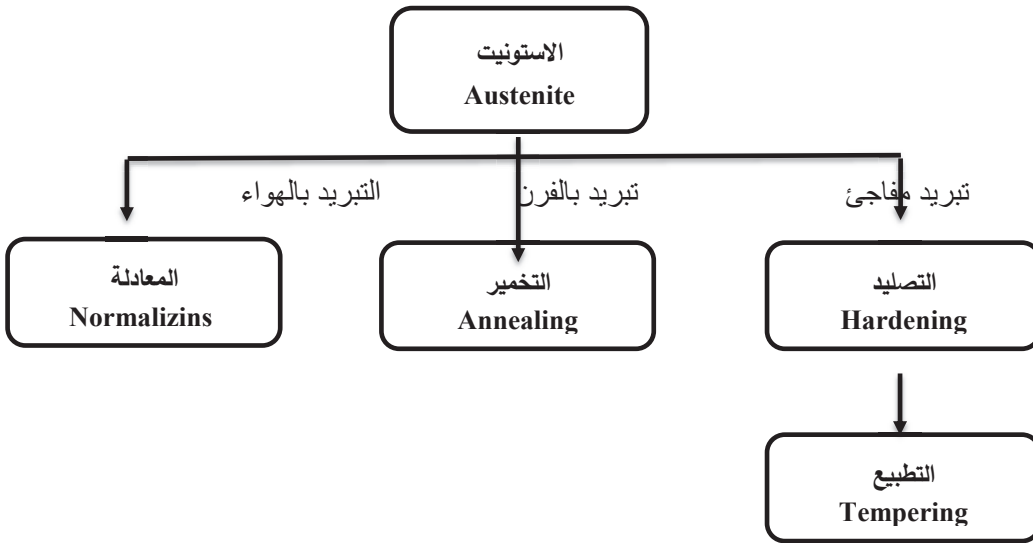 الاستونيت
Austenite
تبريد مفاجئ
تبريد بالفرن
التبريد بالهواء
التصليد
Hardening
التخمير
Annealing
المعادلة
Normalizins
التطبيع
Tempering